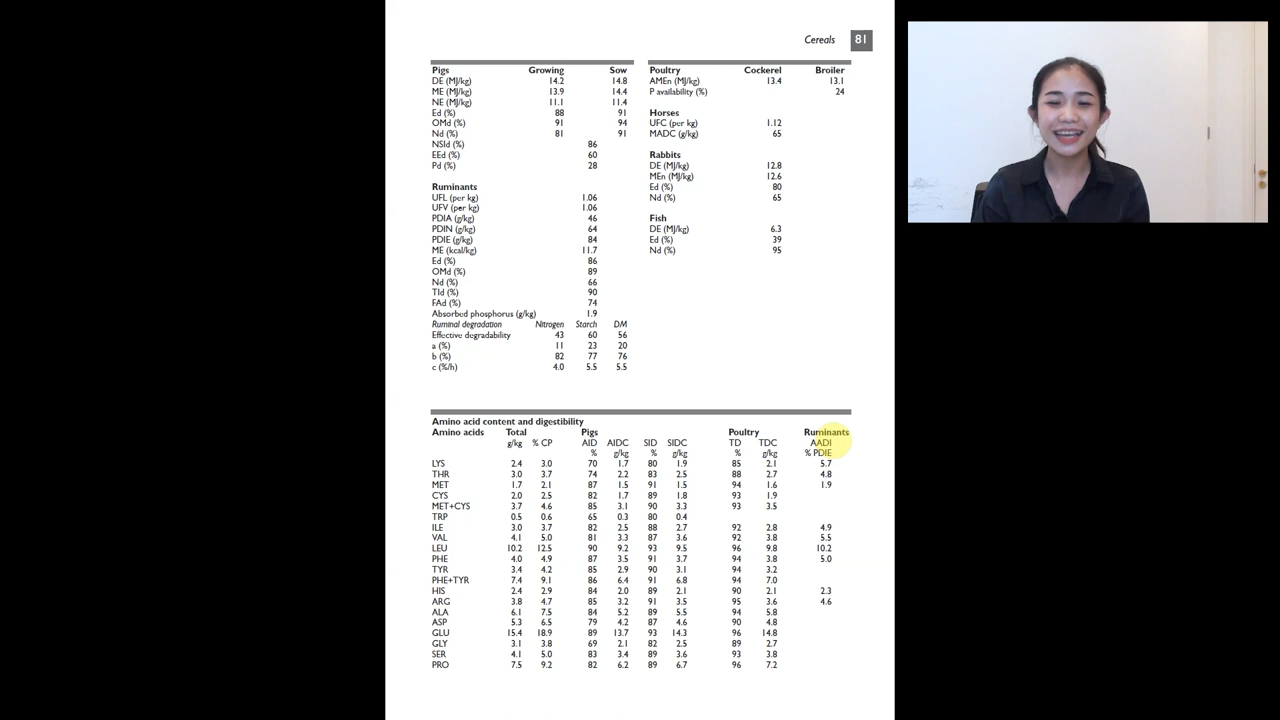 Cereals 81
Pigs Growing Sow
DE (MJ/kg) 14.2 14.8
ME (MJ/kg) 13.9 14.4
NE (MJ/kg) 11.1 11.4
Ed (%) 88 91
OMd (%) 91 94
Nd (%) 81 91
NSId (%) 86
EEd (%) 60
Pd (%) 28
Ruminants
UFL (per kg) 1.06
UFV (per kg) 1.06
PDIA (g/kg) 46
PDIN (g/kg) 64
PDIE (g/kg) 84
ME (kcal/kg) 11.7
Ed (%) 86
OMd (%) 89
Nd (%) 66
TId (%) 90
FAd (%) 74
Absorbed phosphorus (g/kg) 1.9
Ruminal degradation Nitrogen Starch DM
Effective degradability 43 60 56
a (%) 11 23 20
b (%) 82 77 76
c (%/h) 4.0 5.5 5.5
Poultry Cockerel Broiler
AMEn (MJ/kg) 13.4 13.1
P availability (%) 24
Horses
UFC (per kg) 1.12
MADC (g/kg) 65
Rabbits
DE (MJ/kg) 12.8
MEn (MJ/kg) 12.6
Ed (%) 80
Nd (%) 65
Fish
DE (MJ/kg) 6.3
Ed (%) 39
Nd (%) 95
Amino acid content and digestibility
Amino acids Total Pigs Poultry Ruminants
g/kg % CP AID AIDC SID SIDC TD TDC AADI
% g/kg % g/kg % g/kg % PDIE
LYS 2.4 3.0 70 1.7 80 1.9 85 2.1 5.7
THR 3.0 3.7 74 2.2 83 2.5 88 2.7 4.8
MET 1.7 2.1 87 1.5 91 1.5 94 1.6 1.9
CYS 2.0 2.5 82 1.7 89 1.8 93 1.9
MET+CYS 3.7 4.6 85 3.1 90 3.3 93 3.5
TRP 0.5 0.6 65 0.3 80 0.4
ILE 3.0 3.7 82 2.5 88 2.7 92 2.8 4.9
VAL 4.1 5.0 81 3.3 87 3.6 92 3.8 5.5
LEU 10.2 12.5 90 9.2 93 9.5 96 9.8 10.2
PHE 4.0 4.9 87 3.5 91 3.7 94 3.8 5.0
TYR 3.4 4.2 85 2.9 90 3.1 94 3.2
PHE+TYR 7.4 9.1 86 6.4 91 6.8 94 7.0
HIS 2.4 2.9 84 2.0 89 2.1 90 2.1 2.3
ARG 3.8 4.7 85 3.2 91 3.5 95 3.6 4.6
ALA 6.1 7.5 84 5.2 89 5.5 94 5.8
ASP 5.3 6.5 79 4.2 87 4.6 90 4.8
GLU 15.4 18.9 89 13.7 93 14.3 96 14.8
GLY 3.1 3.8 69 2.1 82 2.5 89 2.7
SER 4.1 5.0 83 3.4 89 3.6 93 3.8
PRO 7.5 9.2 82 6.2 89 6.7 96 7.2